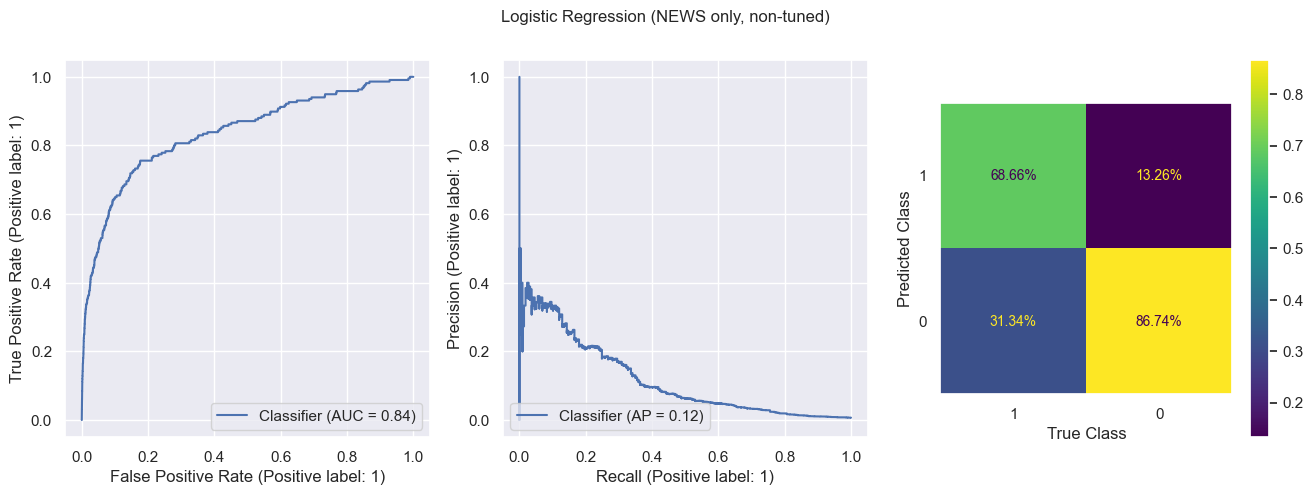 Logistic Regression (NEWS only, non-tuned)
True Positive Rate (Positive label: 1)
1.0
0.8
0.6
0.4
0.2
0.0
0.0 0.2 0.4 0.6 0.8 1.0
False Positive Rate (Positive label: 1)
Classifier (AUC = 0.84)
Precision (Positive label: 1)
1.0
0.8
0.6
0.4
0.2
0.0
0.0 0.2 0.4 0.6 0.8 1.0
Recall (Positive label: 1)
Classifier (AP = 0.12)
Predicted Class
1
0
68.66% 13.26%
31.34% 86.74%
1 0
True Class
0.8
0.7
0.6
0.5
0.4
0.3
0.2